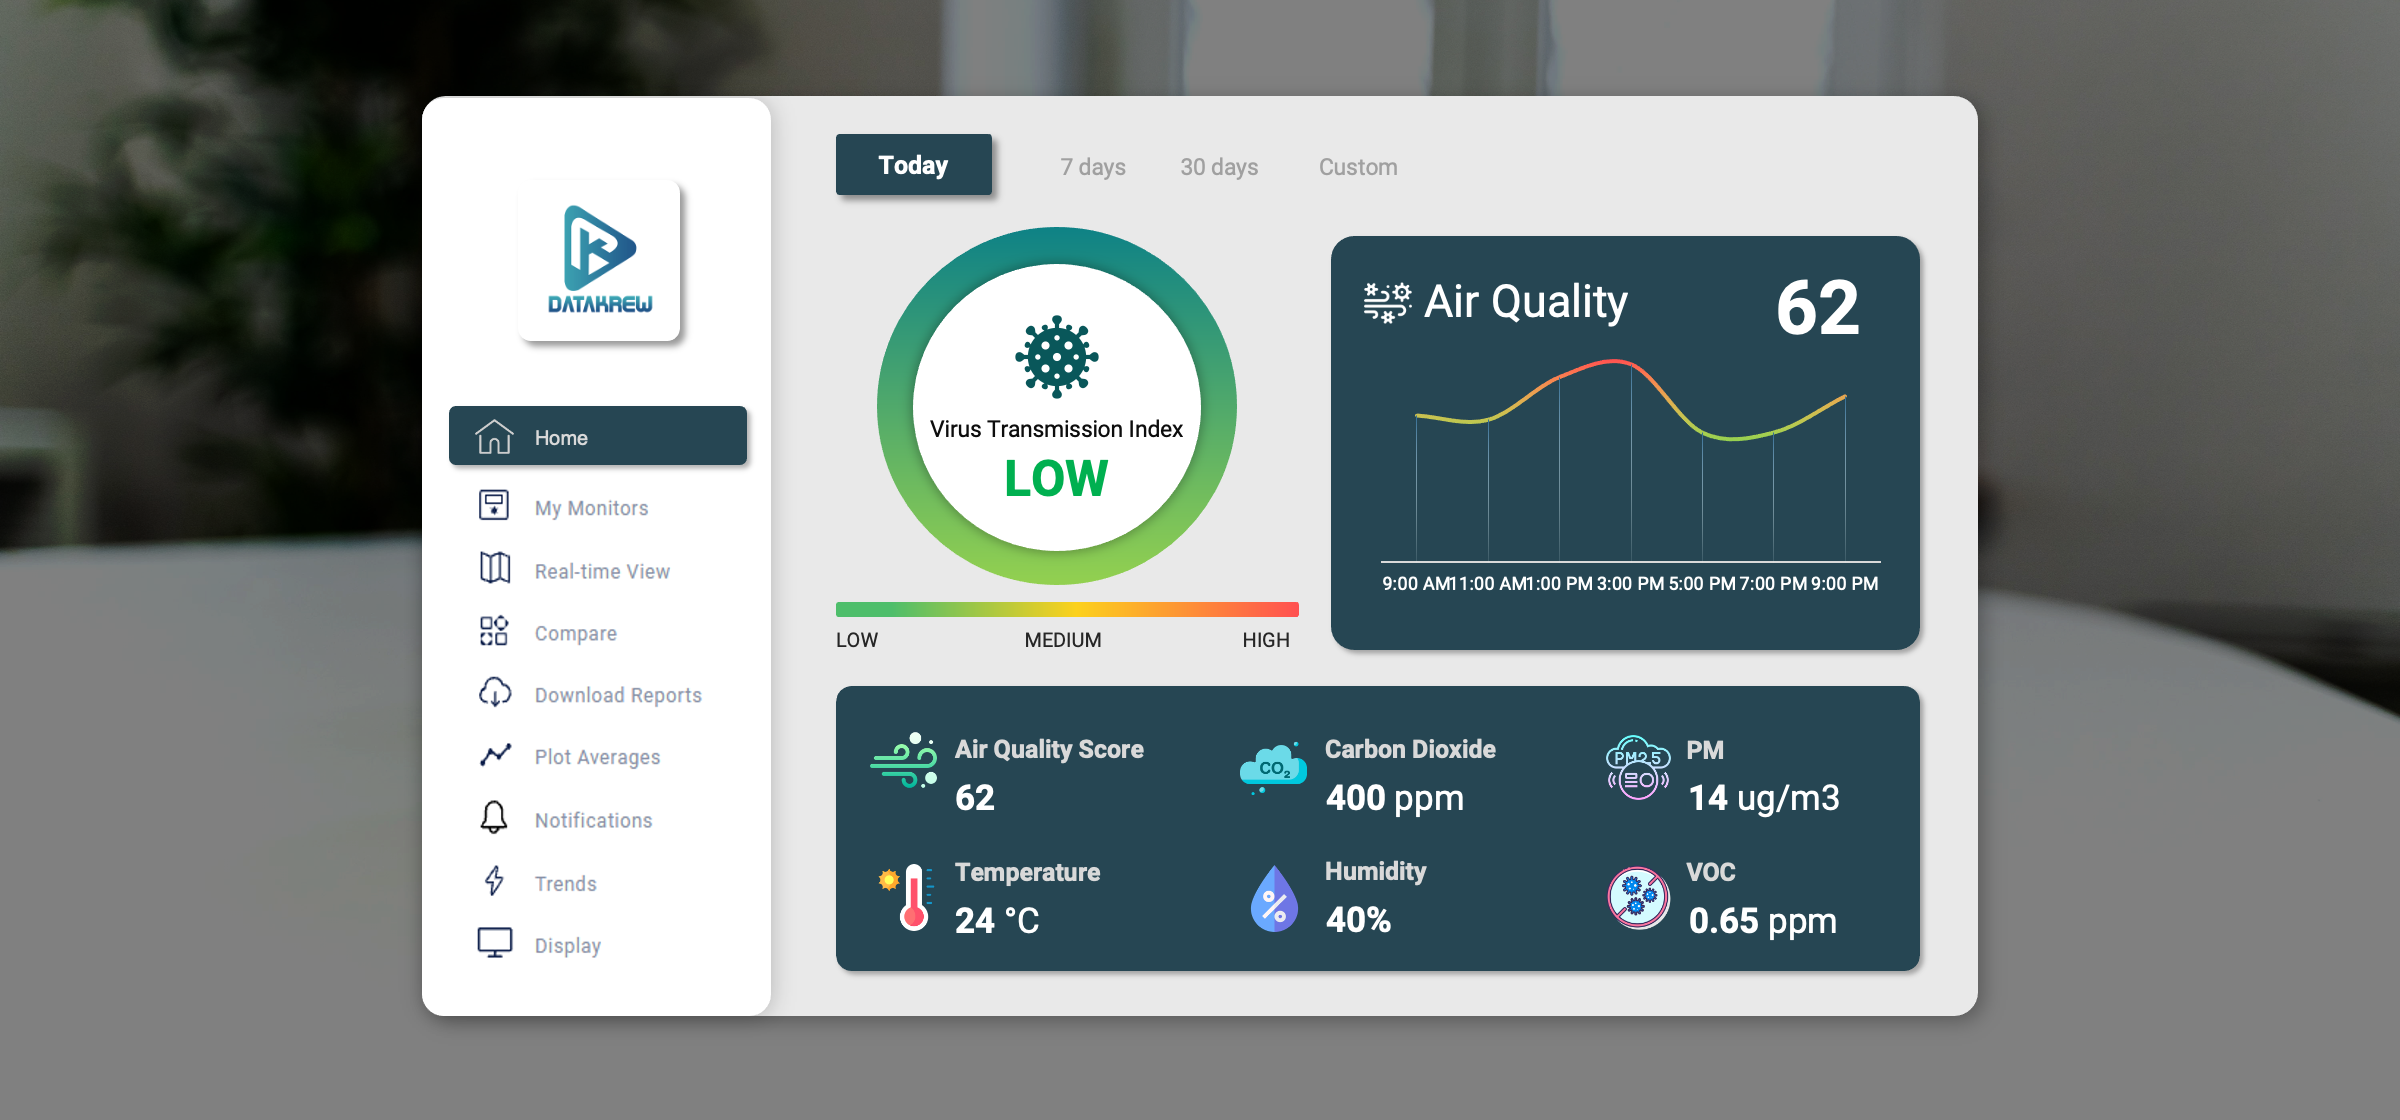 DATAKREW
Home
My Monitors
Real-time View
Compare
Download Reports
Plot Averages
Notifications
Trends
Display
Today
7 days
30 days
Custom
Virus Transmission Index
LOW
LOW MEDIUM HIGH
Air Quality
62
9:00 AM 11:00 AM 1:00 PM 3:00 PM 5:00 PM 7:00 PM 9:00 PM
Air Quality Score
62
CO₂
Carbon Dioxide
400 ppm
PM2.5
PM
14 ug/m3
Temperature
24 °C
%
Humidity
40%
VOC
0.65 ppm